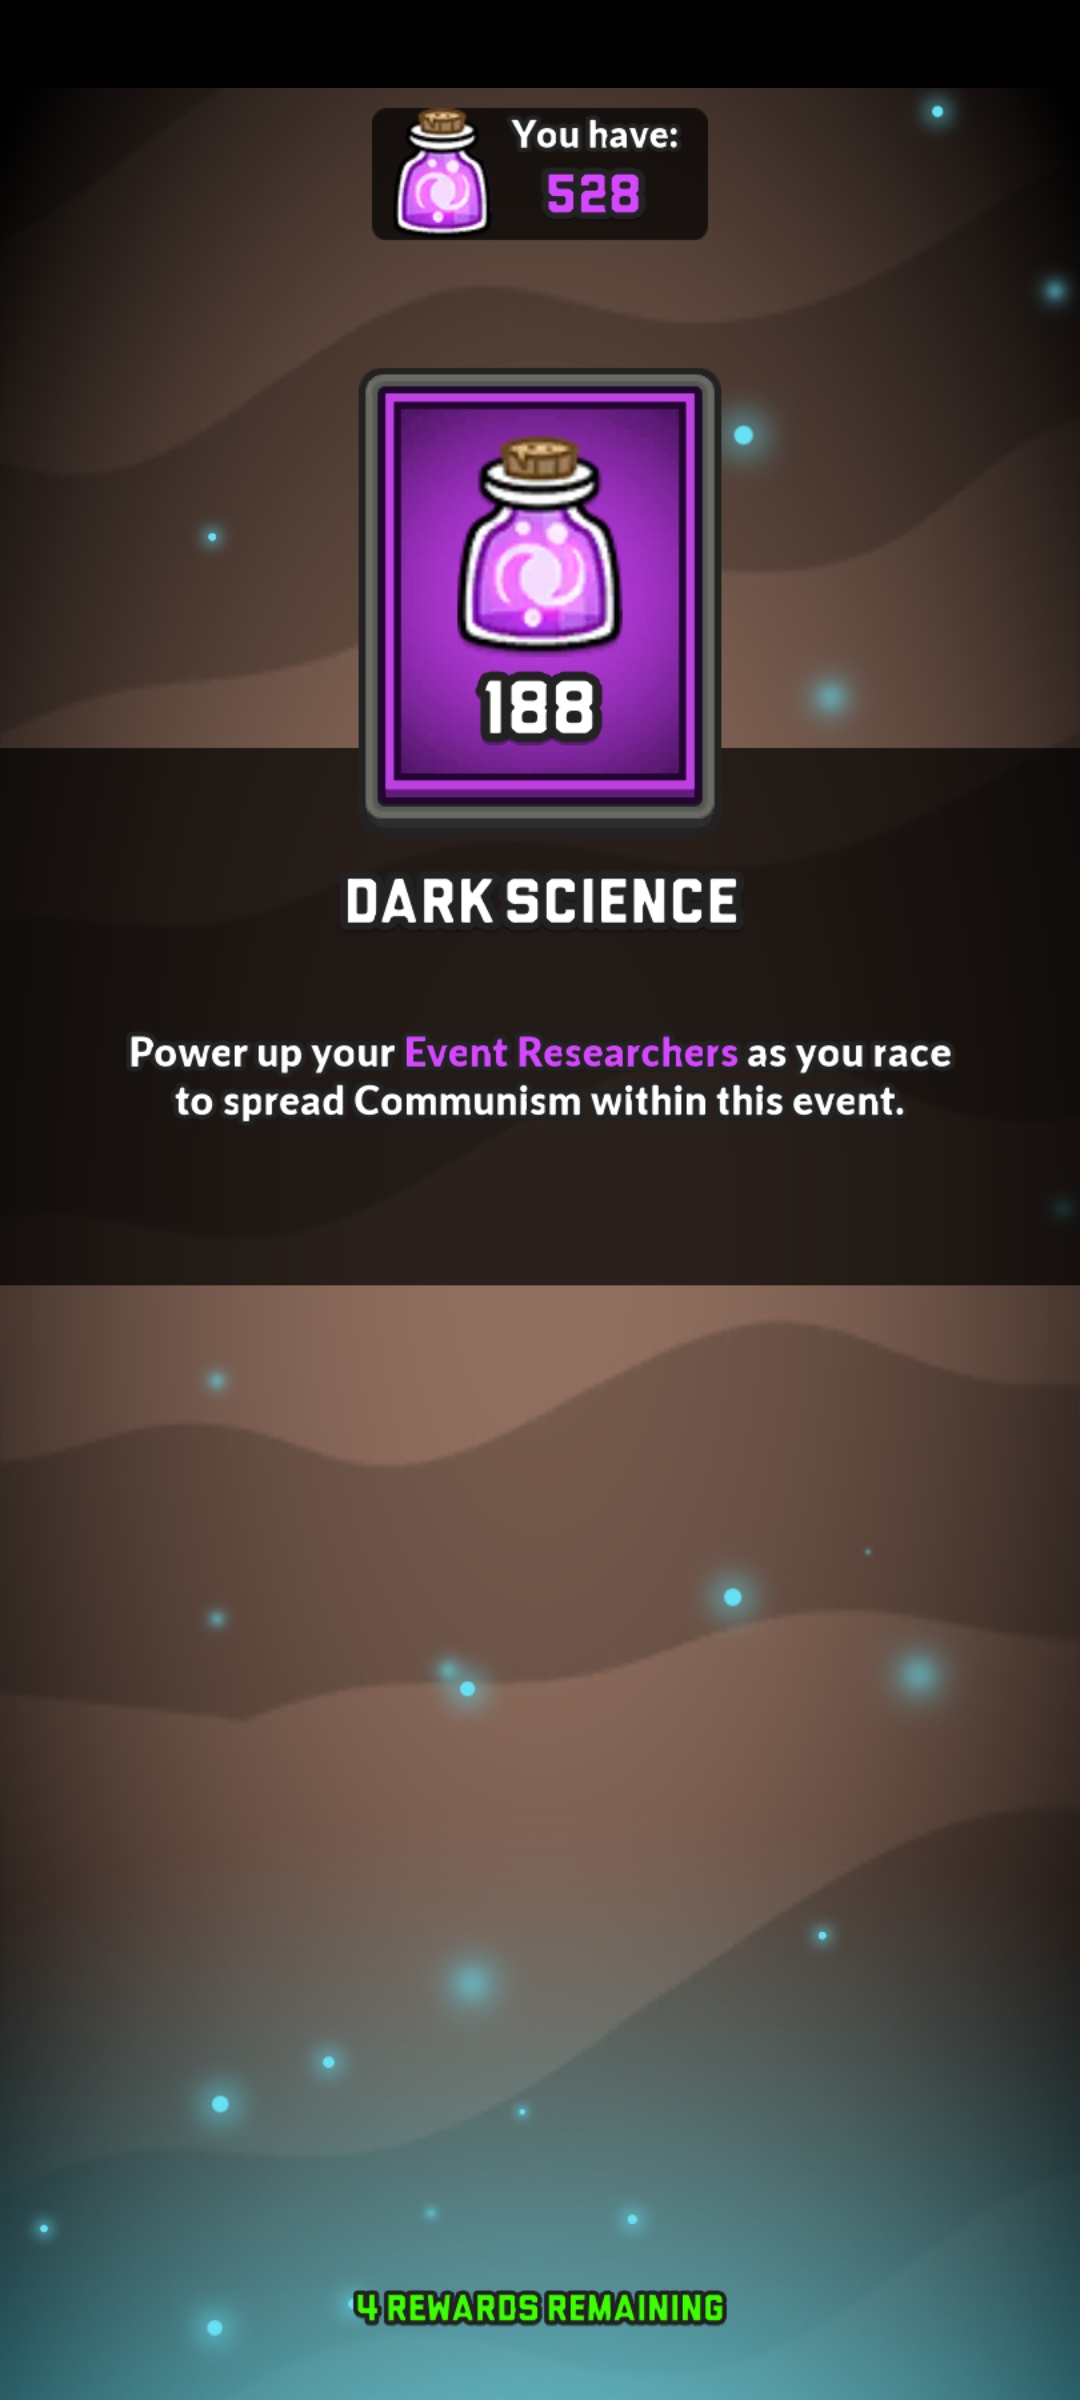 You have:
528
188
DARK SCIENCE
Power up your Event Researchers as you race
to spread Communism within this event.
4 REWARDS REMAINING